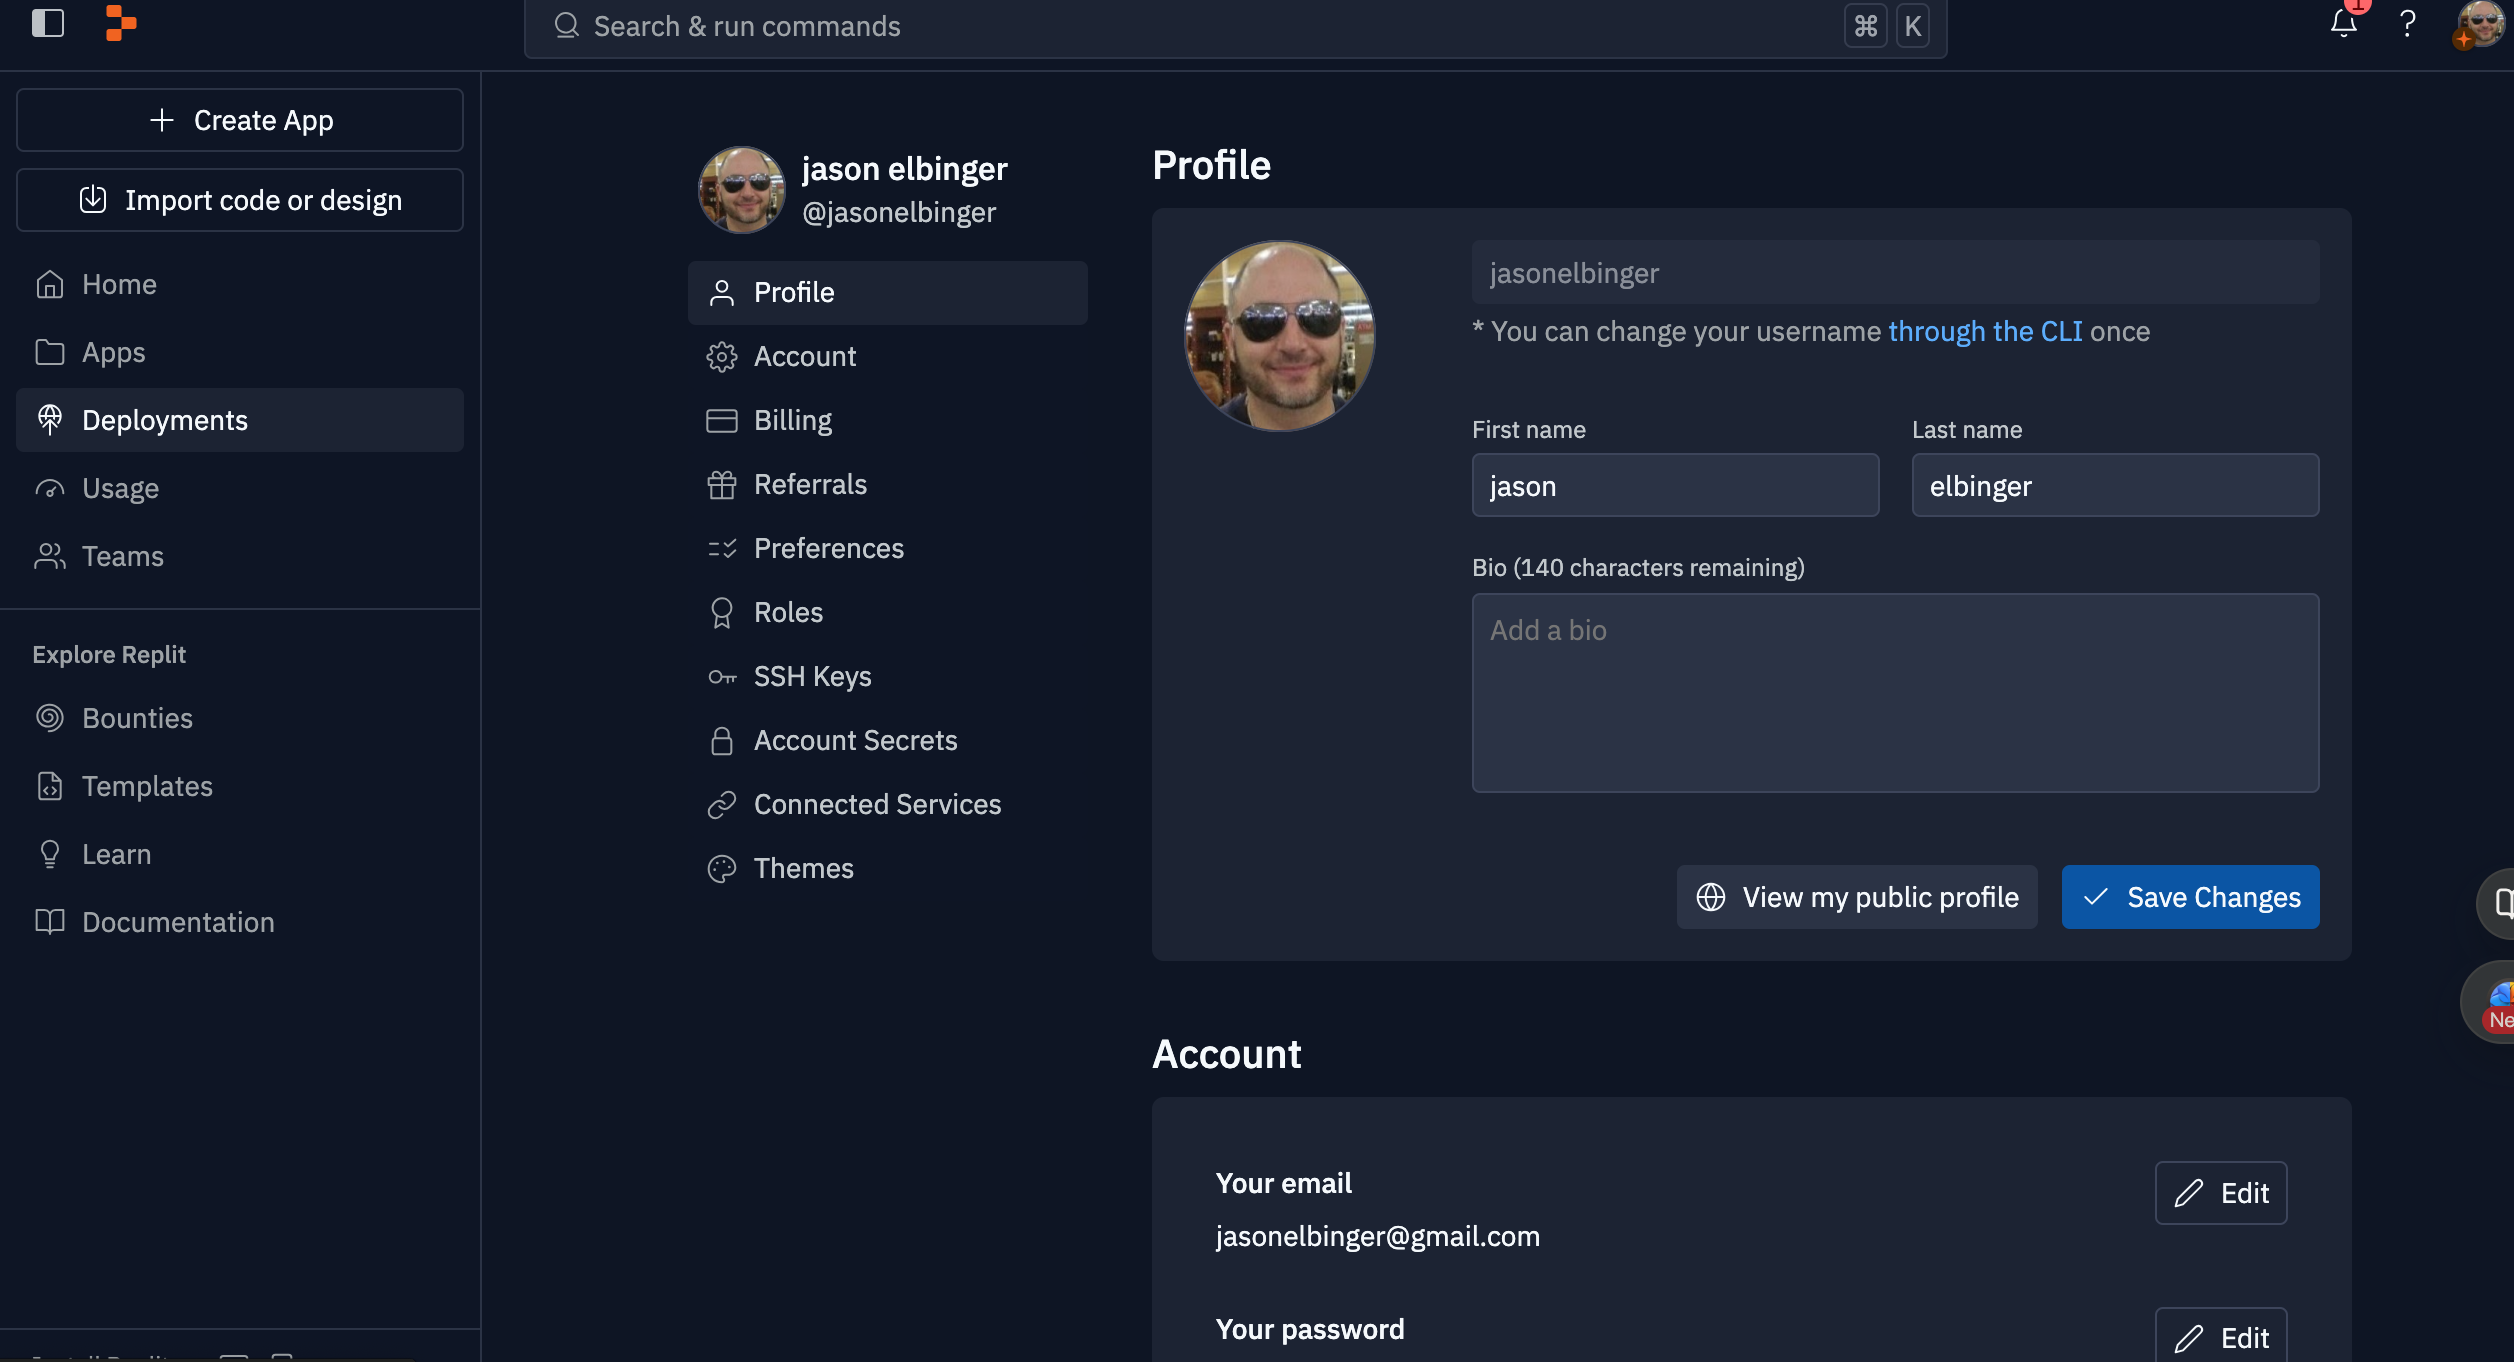 Search & run commands
⌘ K
1
Create App
Import code or design
Home
Apps
Deployments
Usage
Teams
Explore Replit
Bounties
Templates
Learn
Documentation
jason elbinger
@jasonelbinger
Profile
Account
Billing
Referrals
Preferences
Roles
SSH Keys
Account Secrets
Connected Services
Themes
Profile
jasonelbinger
* You can change your username through the CLI once
First name
Last name
jason
elbinger
Bio (140 characters remaining)
Add a bio
View my public profile
Save Changes
Account
Your email
Edit
jasonelbinger@gmail.com
Your password
Edit
Ne